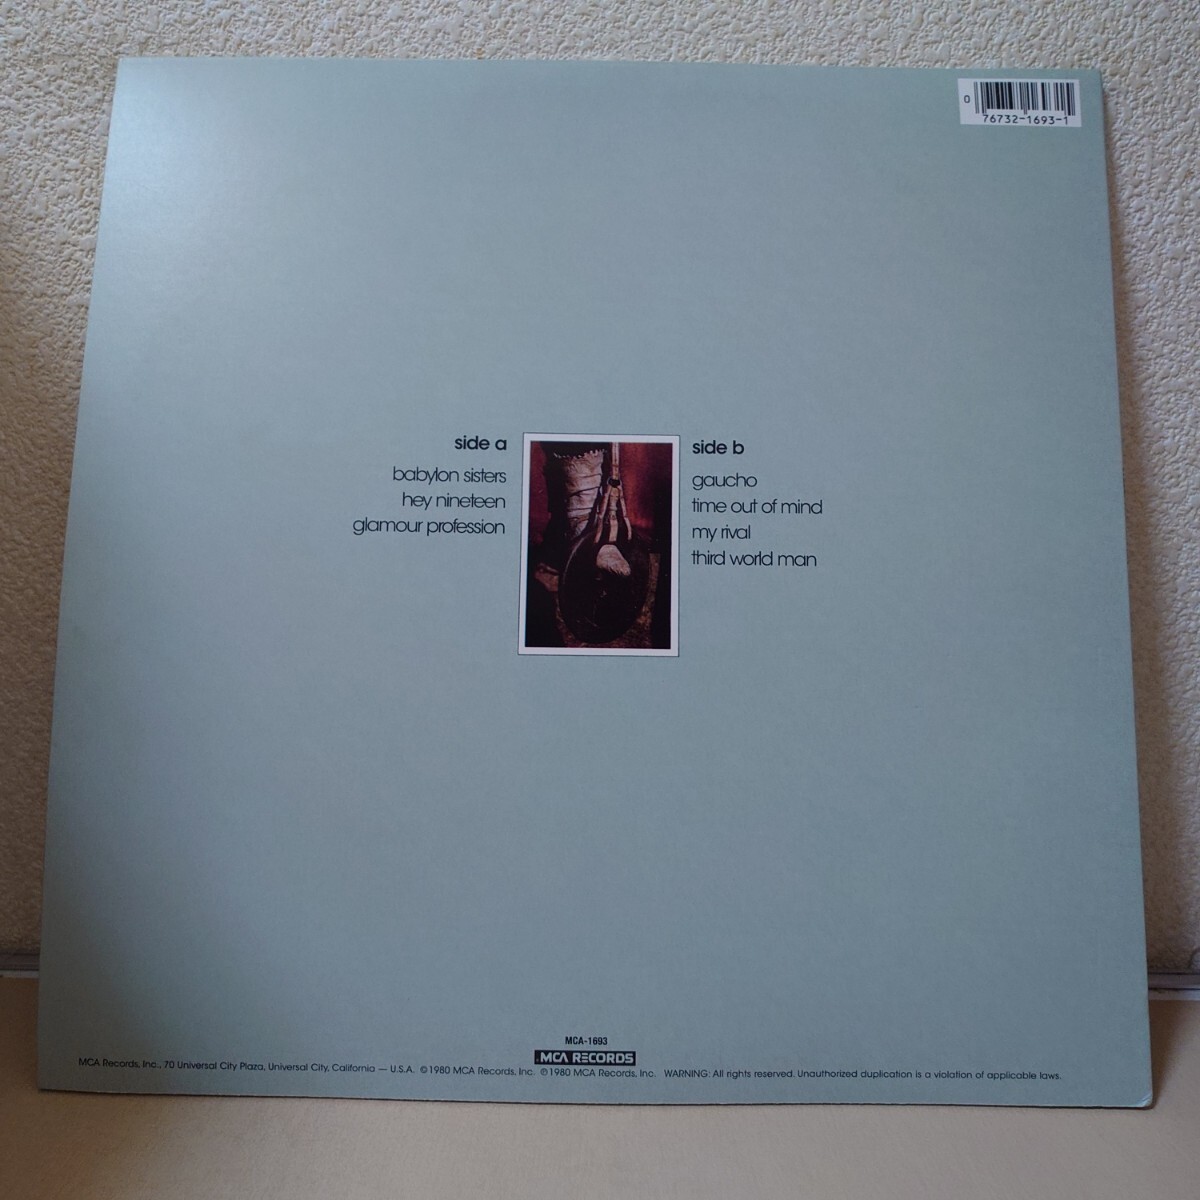 0
76732-1693-1
side a
babylon sisters
hey nineteen
glamour profession
side b
gaucho
time out of mind
my rival
third world man
MCA-1693
MCA RECORDS
MCA Records, Inc., 70 Universal City Plaza, Universal City, California — U.S.A. ©1980 MCA Records, Inc. ℗1980 MCA Records, Inc. WARNING: All rights reserved. Unauthorized duplication is a violation of applicable laws.